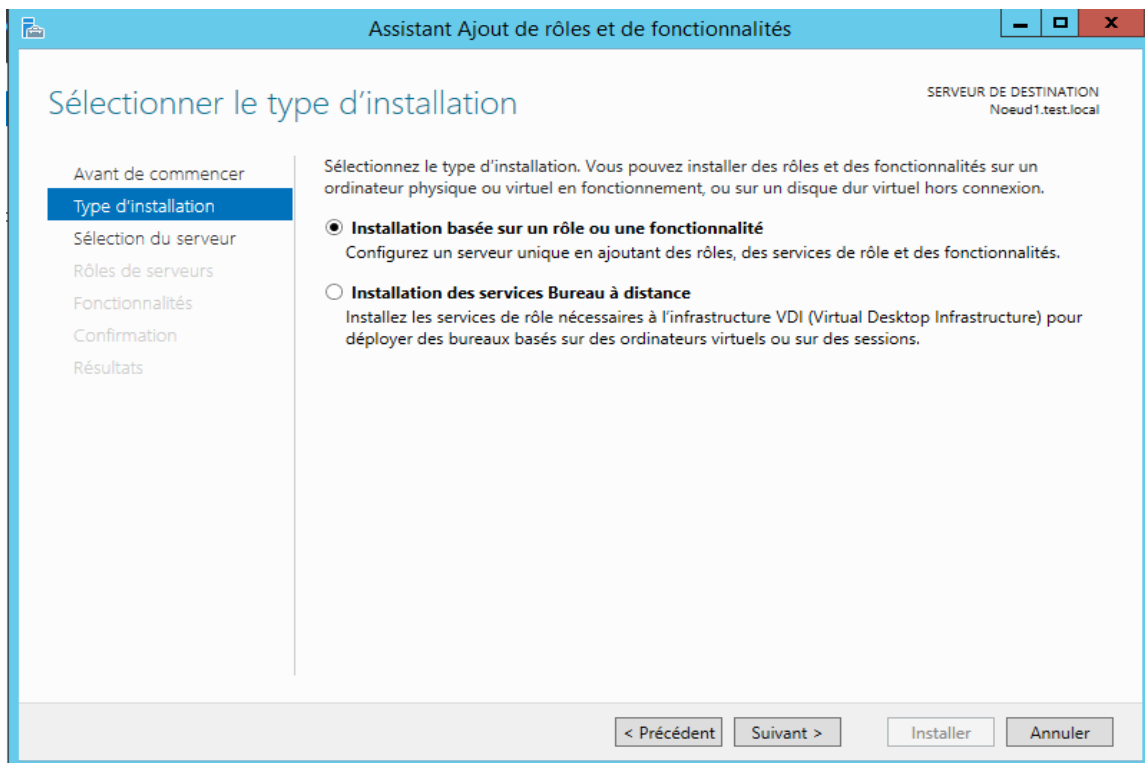 Assistant Ajout de rôles et de fonctionnalités
Sélectionner le type d'installation
SERVEUR DE DESTINATION
Noeud1.test.local
Avant de commencer
Type d'installation
Sélection du serveur
Rôles de serveurs
Fonctionnalités
Confirmation
Résultats
Sélectionnez le type d'installation. Vous pouvez installer des rôles et des fonctionnalités sur un
ordinateur physique ou virtuel en fonctionnement, ou sur un disque dur virtuel hors connexion.
Installation basée sur un rôle ou une fonctionnalité
Configurez un serveur unique en ajoutant des rôles, des services de rôle et des fonctionnalités.
Installation des services Bureau à distance
Installez les services de rôle nécessaires à l'infrastructure VDI (Virtual Desktop Infrastructure) pour
déployer des bureaux basés sur des ordinateurs virtuels ou sur des sessions.
< Précédent
Suivant >
Installer
Annuler